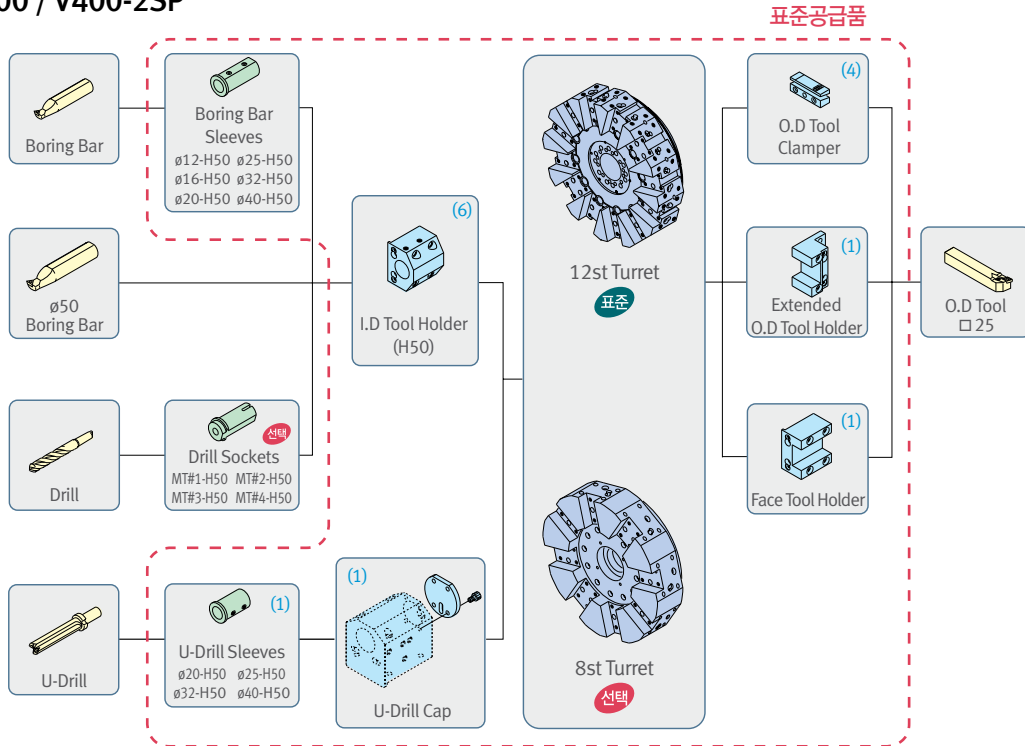 00 / V400-2SP
표준공급품
Boring Bar
Boring Bar
Sleeves
ø12-H50 ø25-H50
ø16-H50 ø32-H50
ø20-H50 ø40-H50
ø50
Boring Bar
(6)
I.D Tool Holder
(H50)
Drill
선택
Drill Sockets
MT#1-H50 MT#2-H50
MT#3-H50 MT#4-H50
U-Drill
(1)
U-Drill Sleeves
ø20-H50 ø25-H50
ø32-H50 ø40-H50
(1)
U-Drill Cap
12st Turret
표준
8st Turret
선택
(4)
O.D Tool
Clamper
(1)
Extended
O.D Tool Holder
(1)
Face Tool Holder
O.D Tool
□ 25